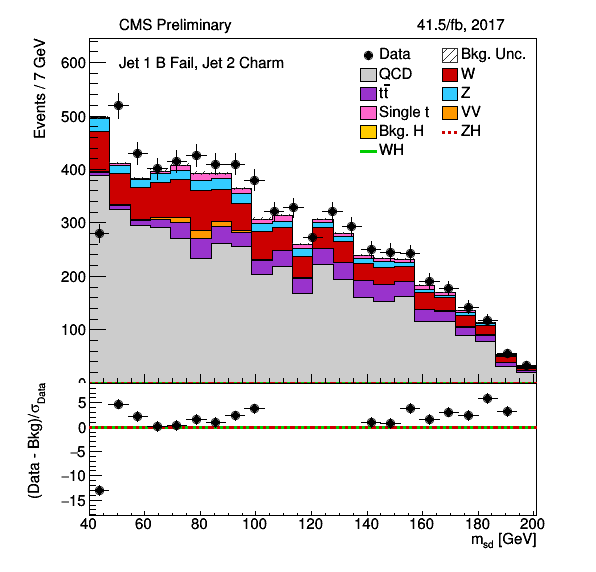 CMS Preliminary 41.5/fb, 2017
Events / 7 GeV
Jet 1 B Fail, Jet 2 Charm
Data
Bkg. Unc.
QCD
W
tt̅
Z
Single t
VV
Bkg. H
ZH
WH
600
500
400
300
200
100
0
(Data - Bkg)/σData
5
0
−5
−10
−15
40 60 80 100 120 140 160 180 200
msd [GeV]